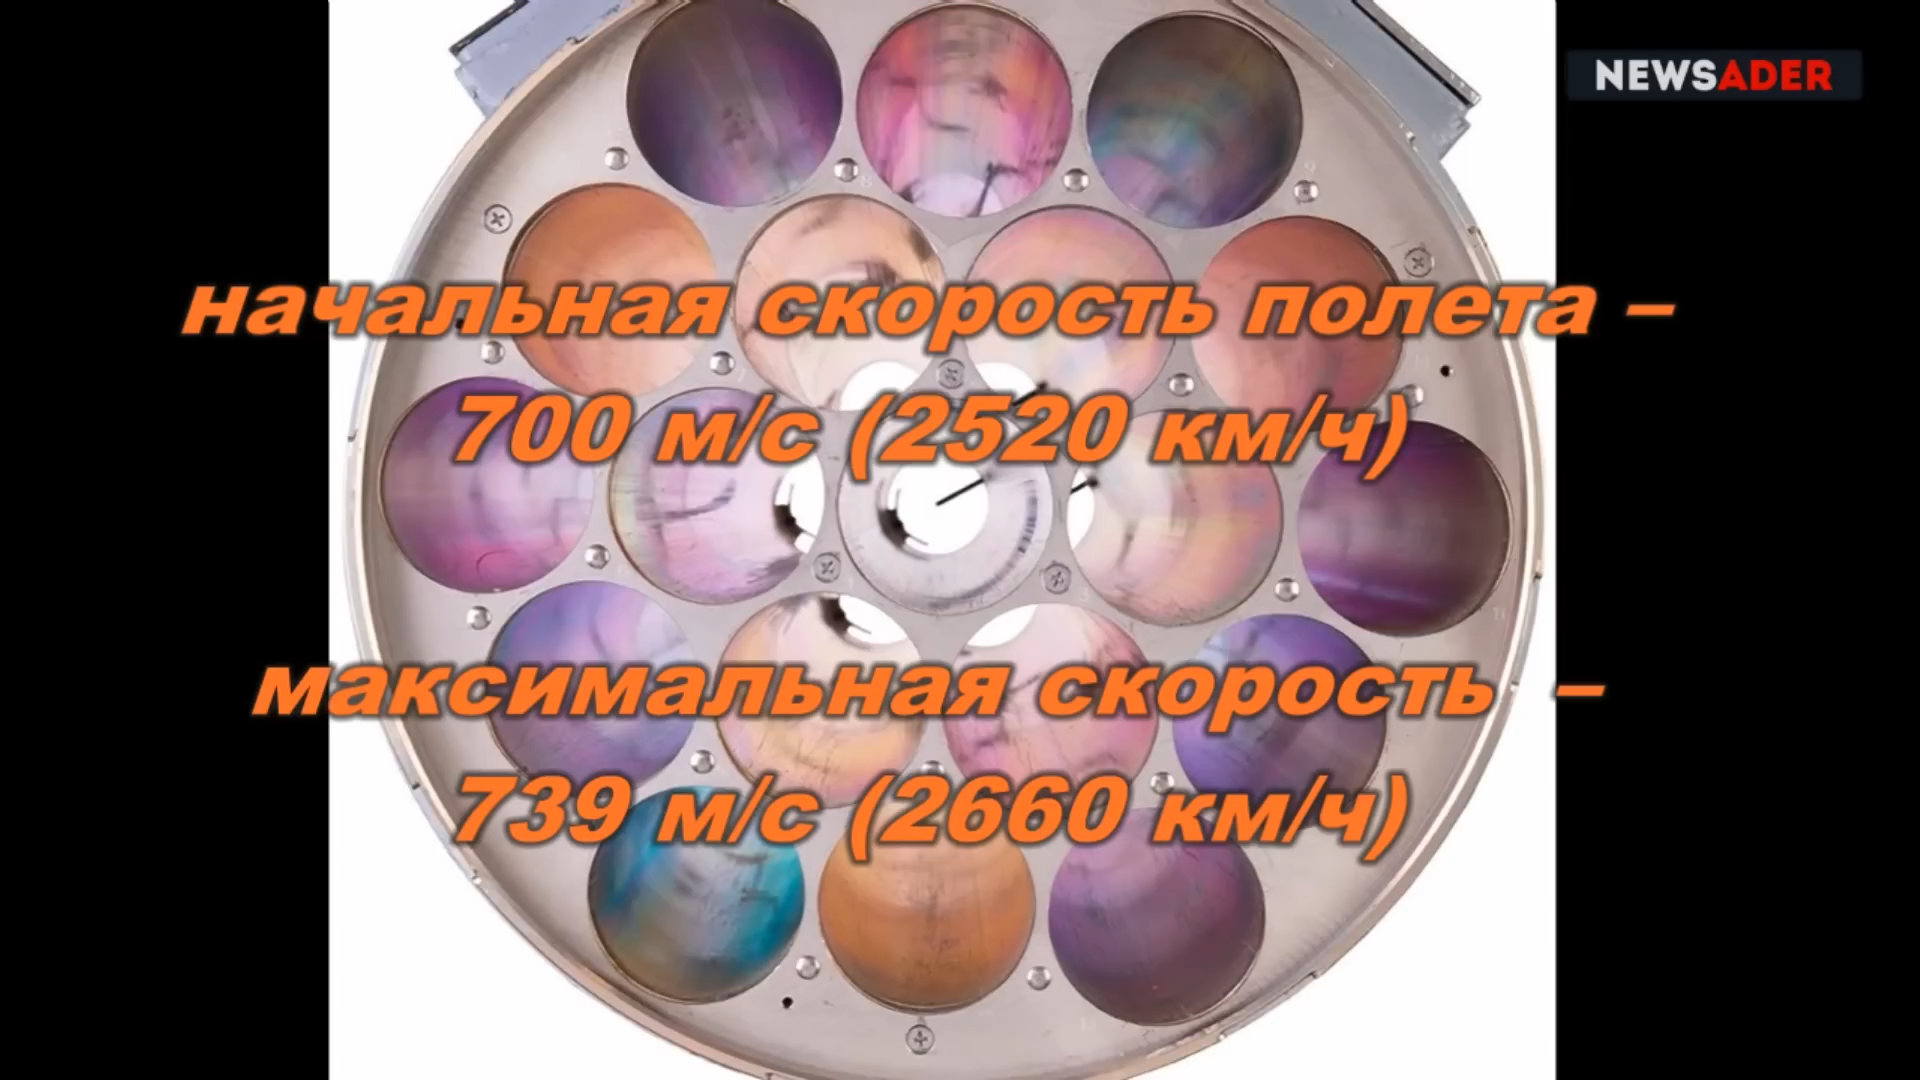 NEWSADER
начальная скорость полета –
700 м/с (2520 км/ч)
максимальная скорость –
739 м/с (2660 км/ч)